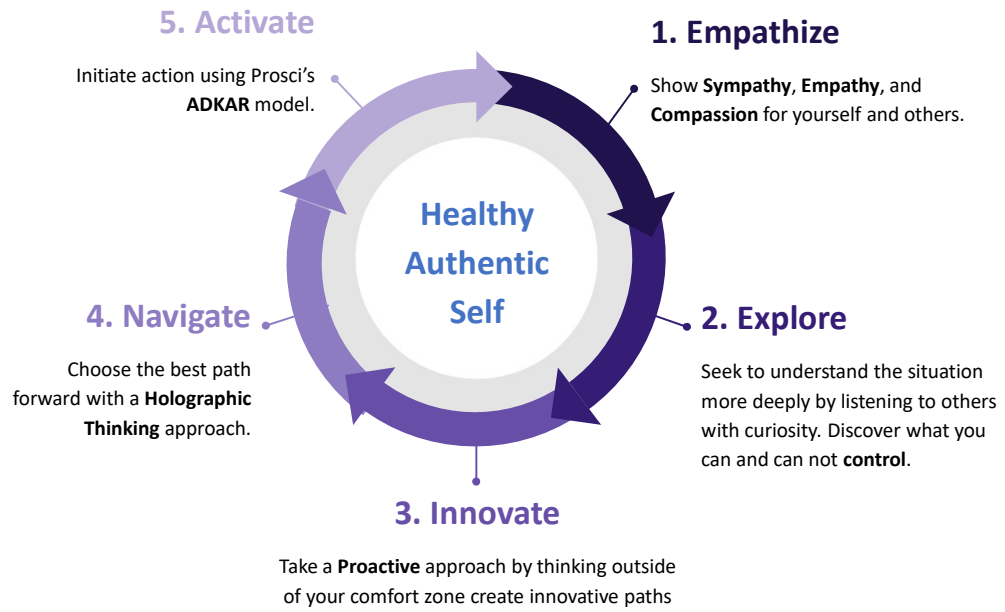 5. Activate
Initiate action using Prosci's
ADKAR model.
1. Empathize
Show Sympathy, Empathy, and
Compassion for yourself and others.
Healthy
Authentic
Self
4. Navigate
Choose the best path
forward with a Holographic
Thinking approach.
2. Explore
Seek to understand the situation
more deeply by listening to others
with curiosity. Discover what you
can and can not control.
3. Innovate
Take a Proactive approach by thinking outside
of your comfort zone create innovative paths